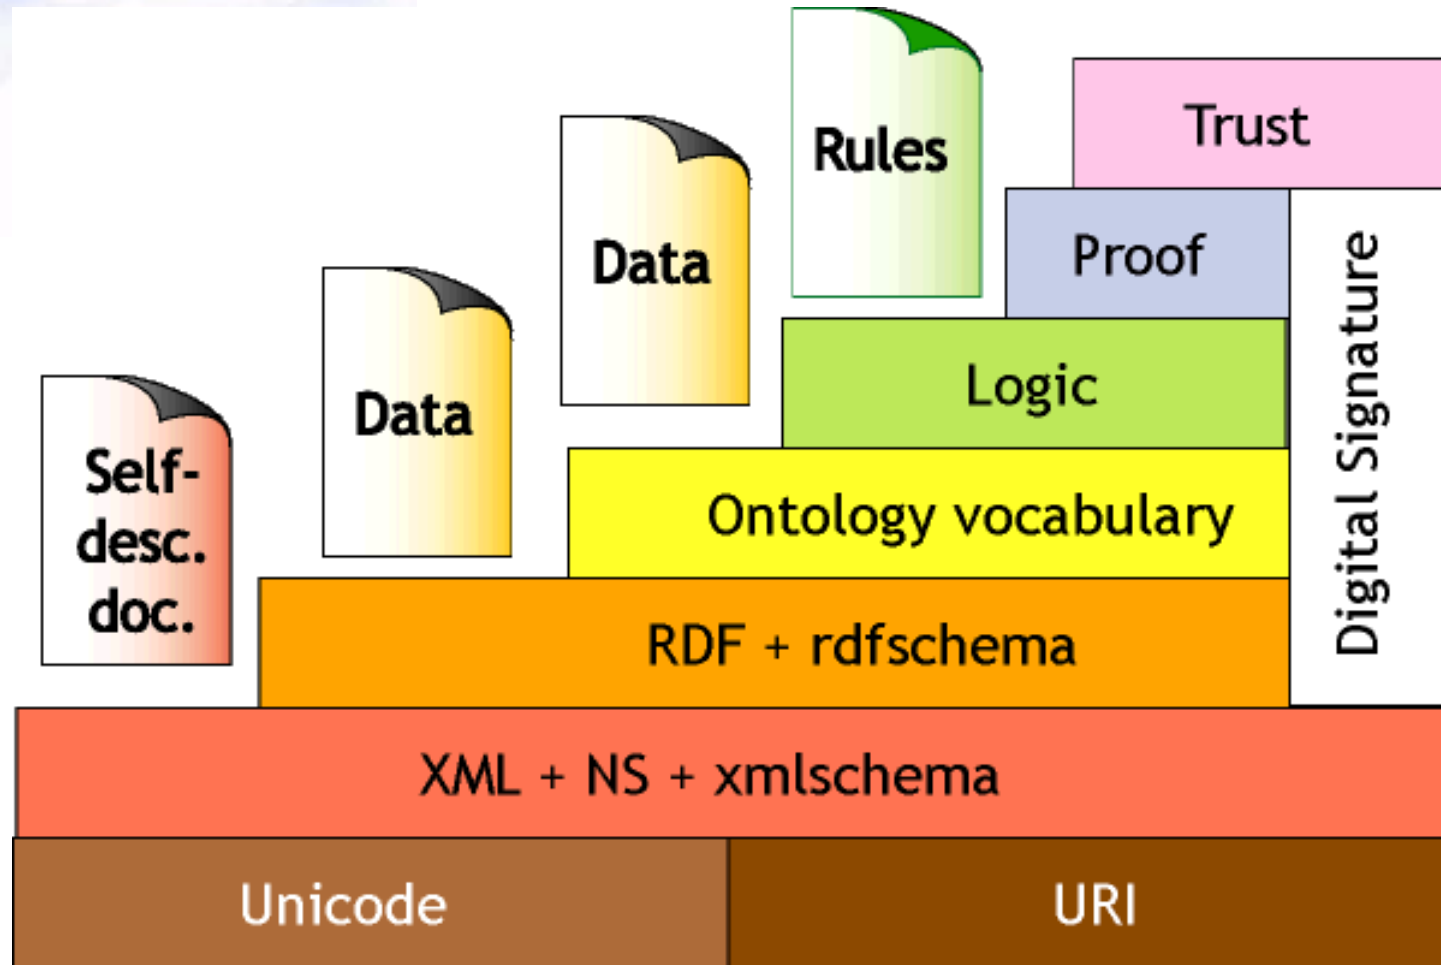 Rules
Trust
Data
Proof
Data
Logic
Self-
desc.
doc.
Ontology vocabulary
Digital Signature
RDF + rdfschema
XML + NS + xmlschema
Unicode
URI